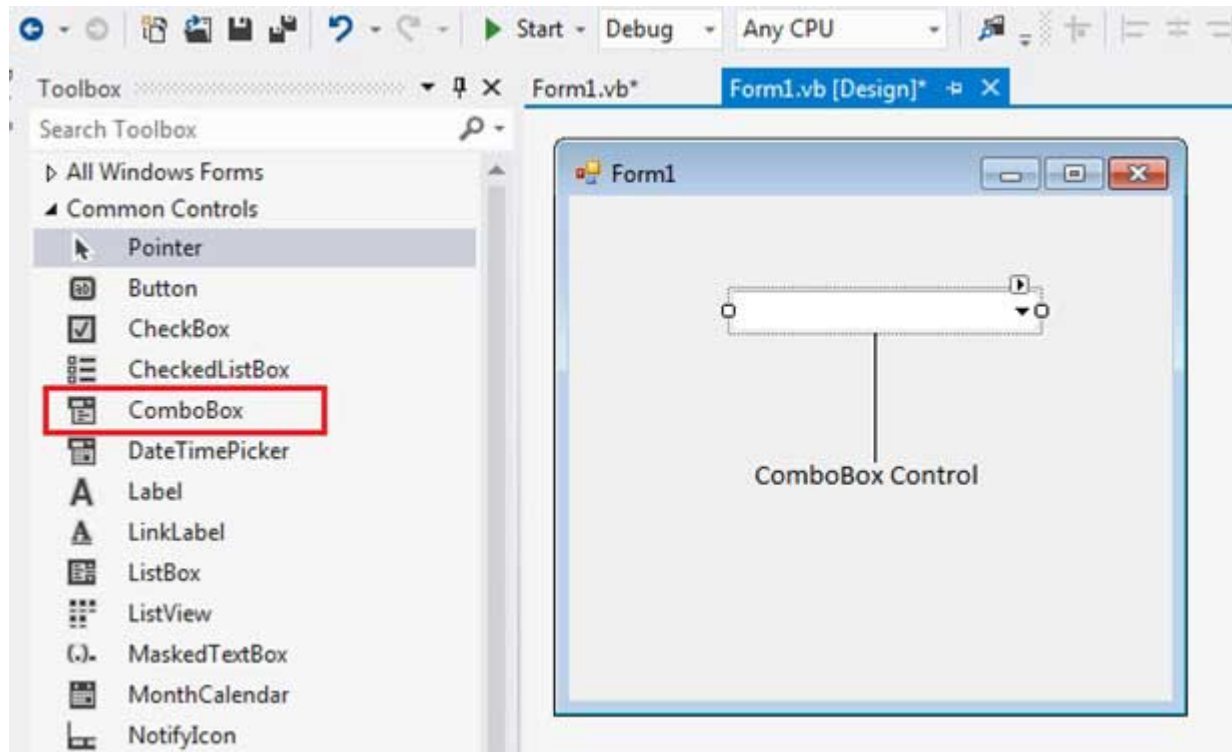 Start Debug Any CPU
Toolbox
Form1.vb* Form1.vb [Design]*
Search Toolbox
All Windows Forms
Common Controls
Pointer
Button
CheckBox
CheckedListBox
ComboBox
DateTimePicker
Label
LinkLabel
ListBox
ListView
MaskedTextBox
MonthCalendar
NotifyIcon
Form1
ComboBox Control